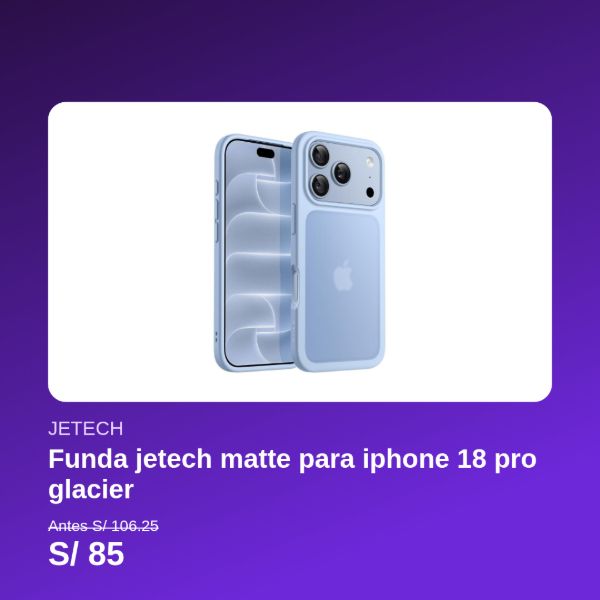 JETECH
Funda jetech matte para iphone 18 pro
glacier
Antes S/ 106.25
S/ 85